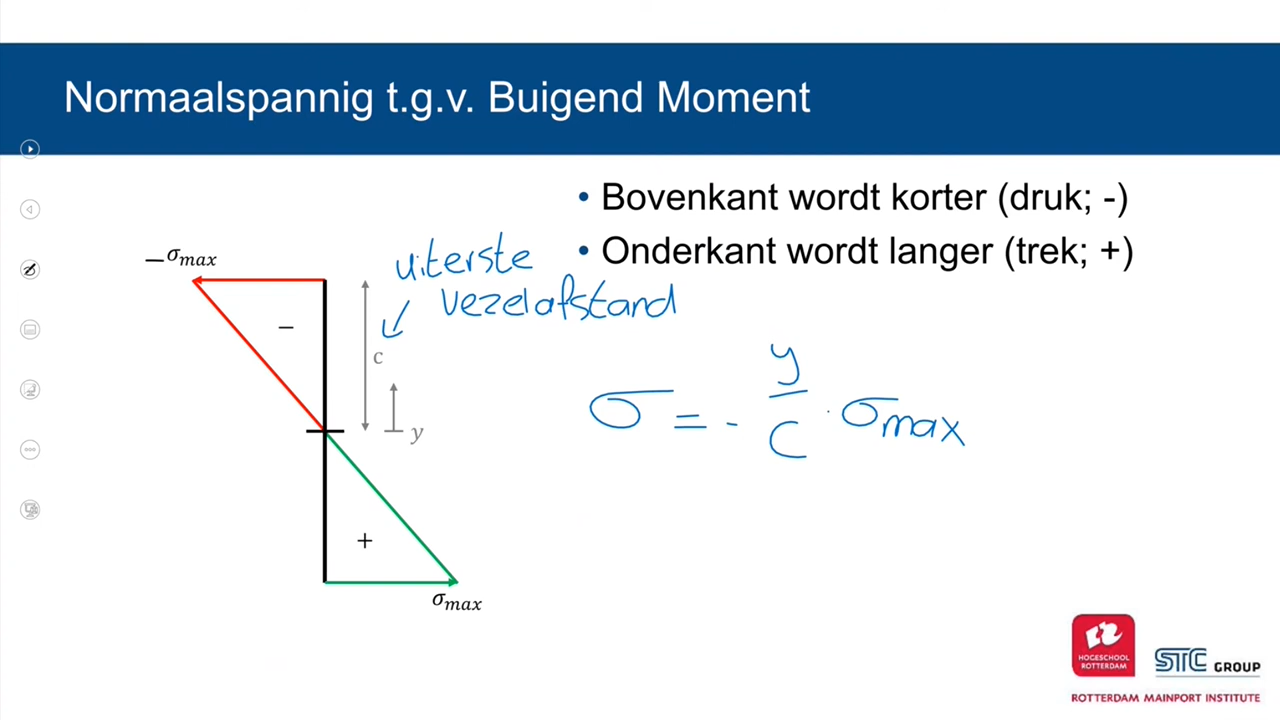 Normaalspannig t.g.v. Buigend Moment
• Bovenkant wordt korter (druk; -)
• Onderkant wordt langer (trek; +)
−σmax
uiterste
vezelafstand
−
c
y
σ = - y/c · σmax
+
σmax
HOGESCHOOL
ROTTERDAM
STC GROUP
ROTTERDAM MAINPORT INSTITUTE